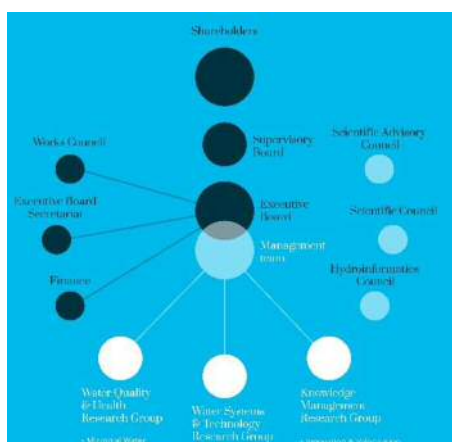 Shareholders
Supervisory
Board
Works Council
Scientific Advisory
Council
Executive Board
Secretariat
Executive
Board
Scientific Council
Management
team
Finance
Hydroinformatics
Council
Water Quality
& Health
Research Group
Water Systems
& Technology
Research Group
Knowledge
Management
Research Group